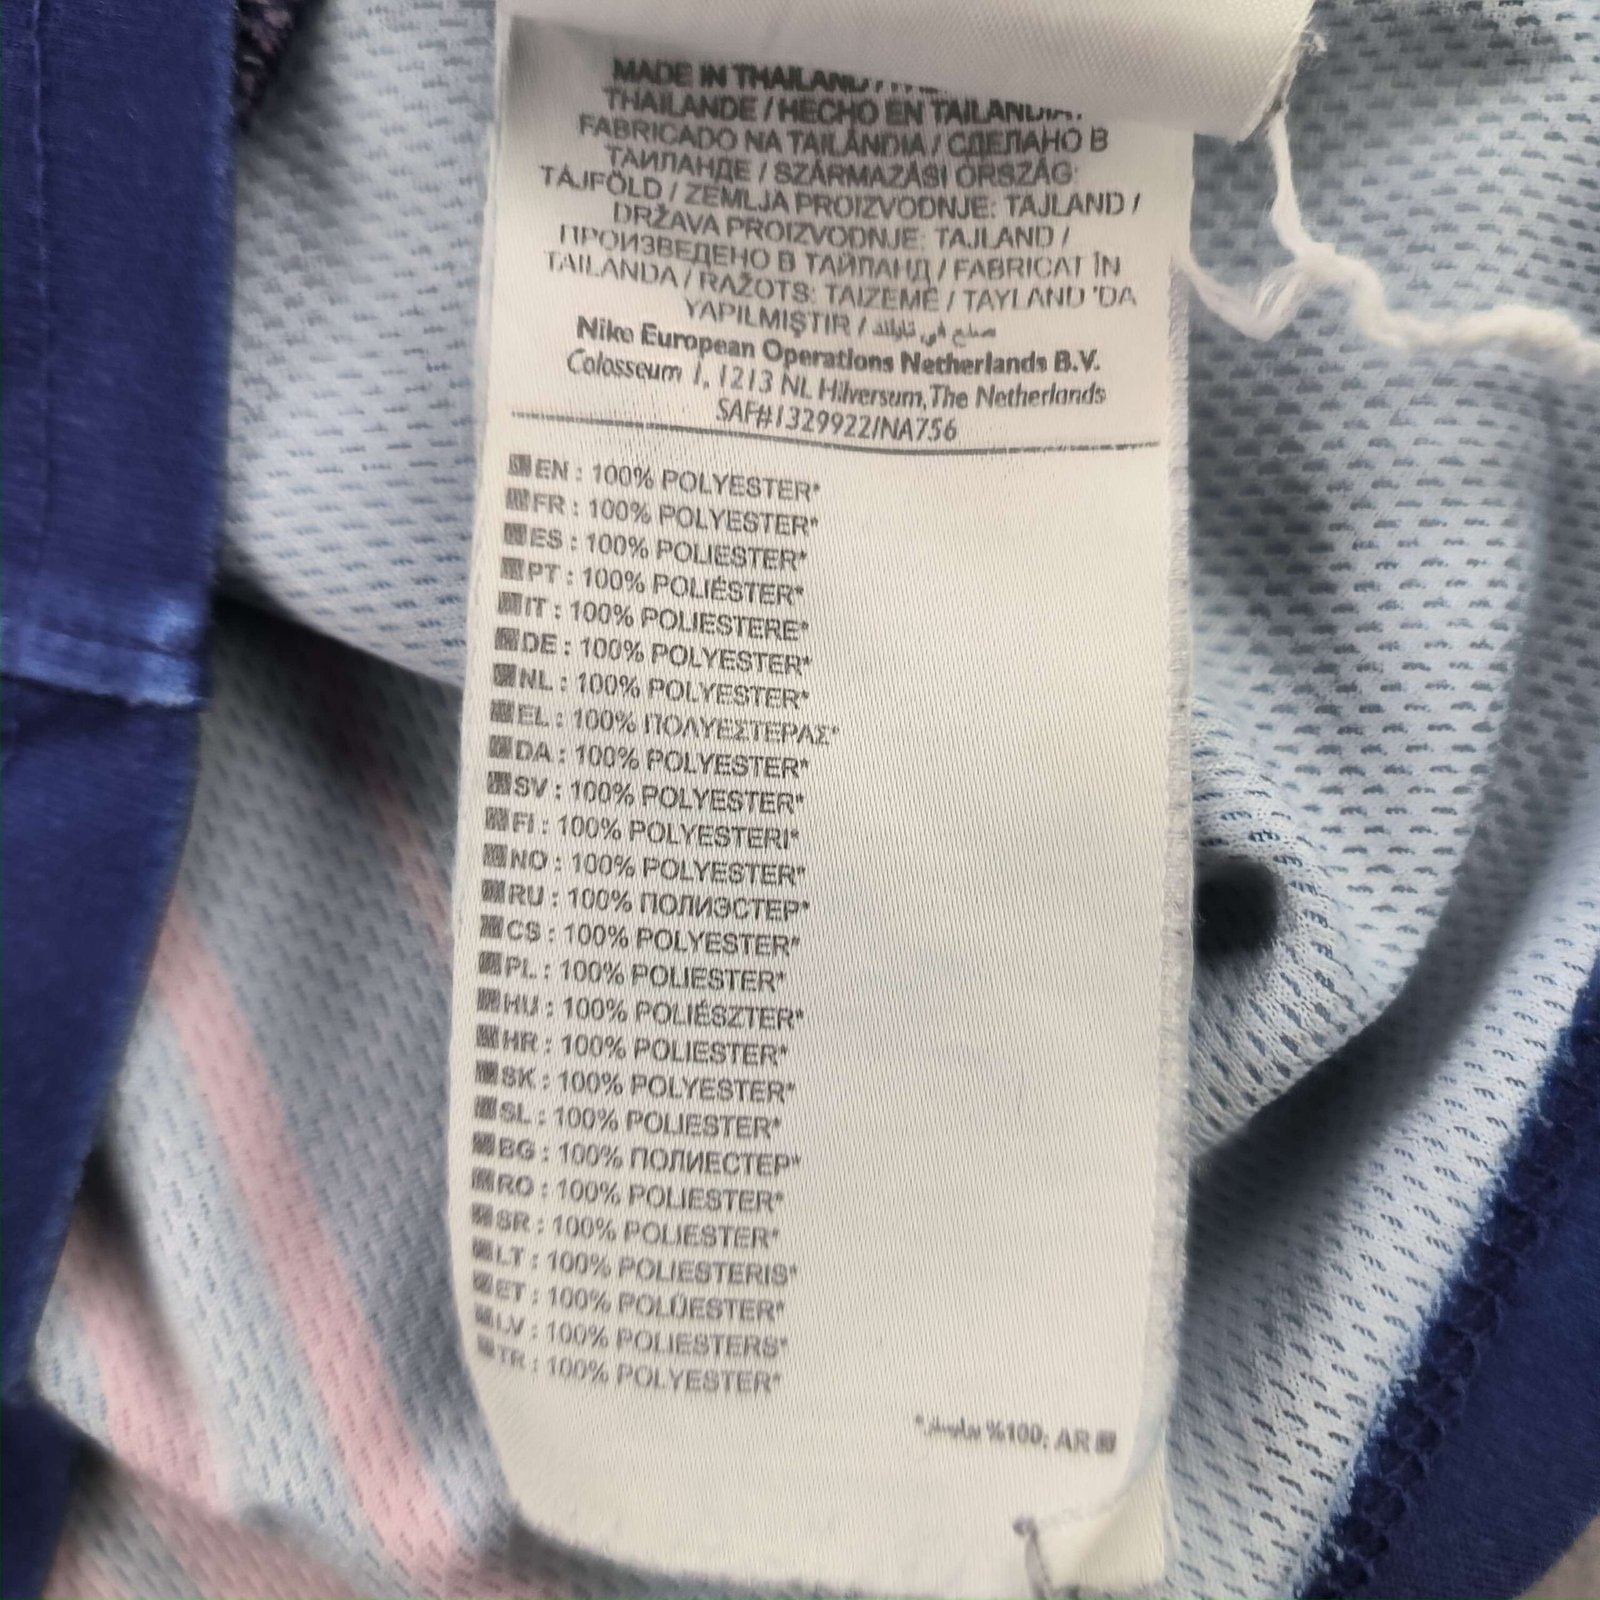 MADE IN THAILAND /
THAILANDE / HECHO EN TAILANDIA /
FABRICADO NA TAILÂNDIA / СДЕЛАНО В
ТАИЛАНДЕ / SZÁRMAZÁSI ORSZÁG:
TÁJFÖLD / ZEMLJA PROIZVODNJE: TAJLAND /
DRŽAVA PROIZVODNJE: TAJLAND /
ПРОИЗВЕДЕНО В ТАЙЛАНД / FABRICAT ÎN
TAILANDA / RAŽOTS: TAIZEMĒ / TAYLAND 'DA
YAPILMIŞTIR / صنع في تايلاند
Nike European Operations Netherlands B.V.
Colosseum 1, 1213 NL Hilversum, The Netherlands
SAF#1329922/NA756
EN : 100% POLYESTER*
FR : 100% POLYESTER*
ES : 100% POLIESTER*
PT : 100% POLIÉSTER*
IT : 100% POLIESTERE*
DE : 100% POLYESTER*
NL : 100% POLYESTER*
EL : 100% ΠΟΛΥΕΣΤΕΡΑΣ*
DA : 100% POLYESTER*
SV : 100% POLYESTER*
FI : 100% POLYESTERI*
NO : 100% POLYESTER*
RU : 100% ПОЛИЭСТЕР*
CS : 100% POLYESTER*
PL : 100% POLIESTER*
HU : 100% POLIÉSZTER*
HR : 100% POLIESTER*
SK : 100% POLYESTER*
SL : 100% POLIESTER*
BG : 100% ПОЛИЕСТЕР*
RO : 100% POLIESTER*
SR : 100% POLIESTER*
LT : 100% POLIESTERIS*
ET : 100% POLÜESTER*
LV : 100% POLIESTERS*
TR : 100% POLYESTER*
AR :100% بوليستر*